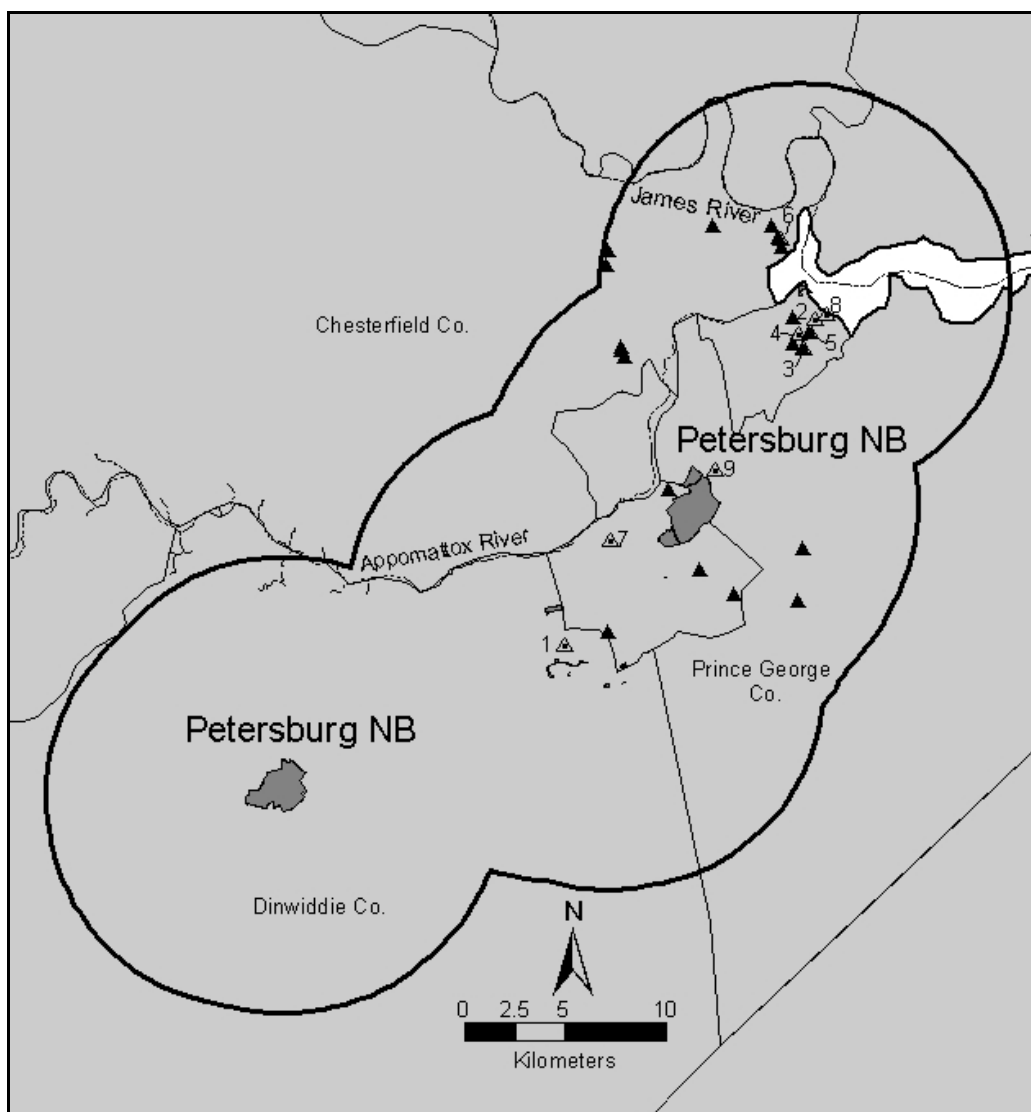 James River
6
Chesterfield Co.
2
8
4
5
3
Petersburg NB
9
Appomattox River
7
1
Prince George
Co.
Petersburg NB
Dinwiddie Co.
N
0 2.5 5 10
Kilometers